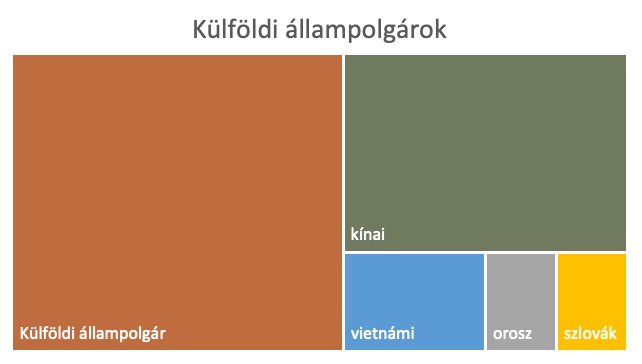 Külföldi állampolgárok
kínai
Külföldi állampolgár
vietnámi
orosz
szlovák